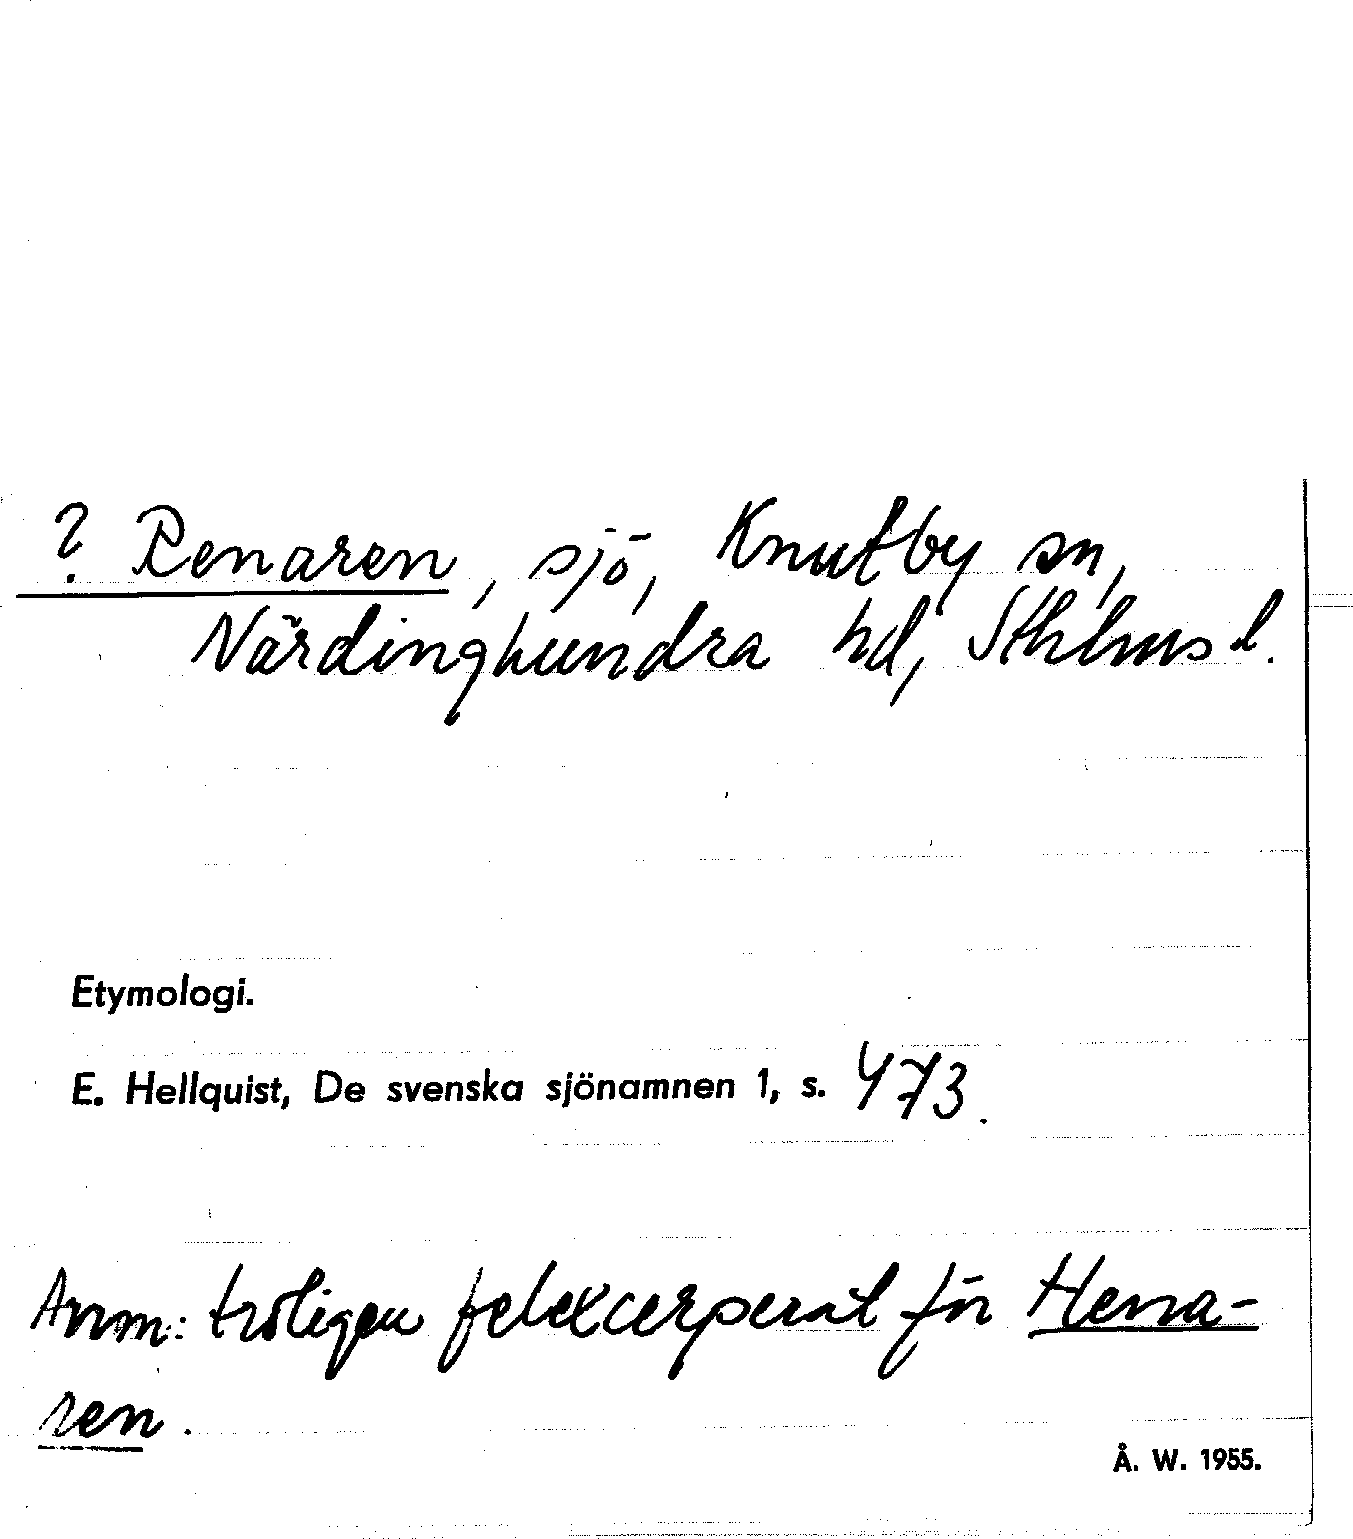 ? Renaren, sjö, Knutby sn,
Närdinghundra hd, Sthlms l.
Etymologi.
E. Hellquist, De svenska sjönamnen 1, s. 473.
Anm: troligen felexcerperat för Hena-
ren.
Å. W. 1955.